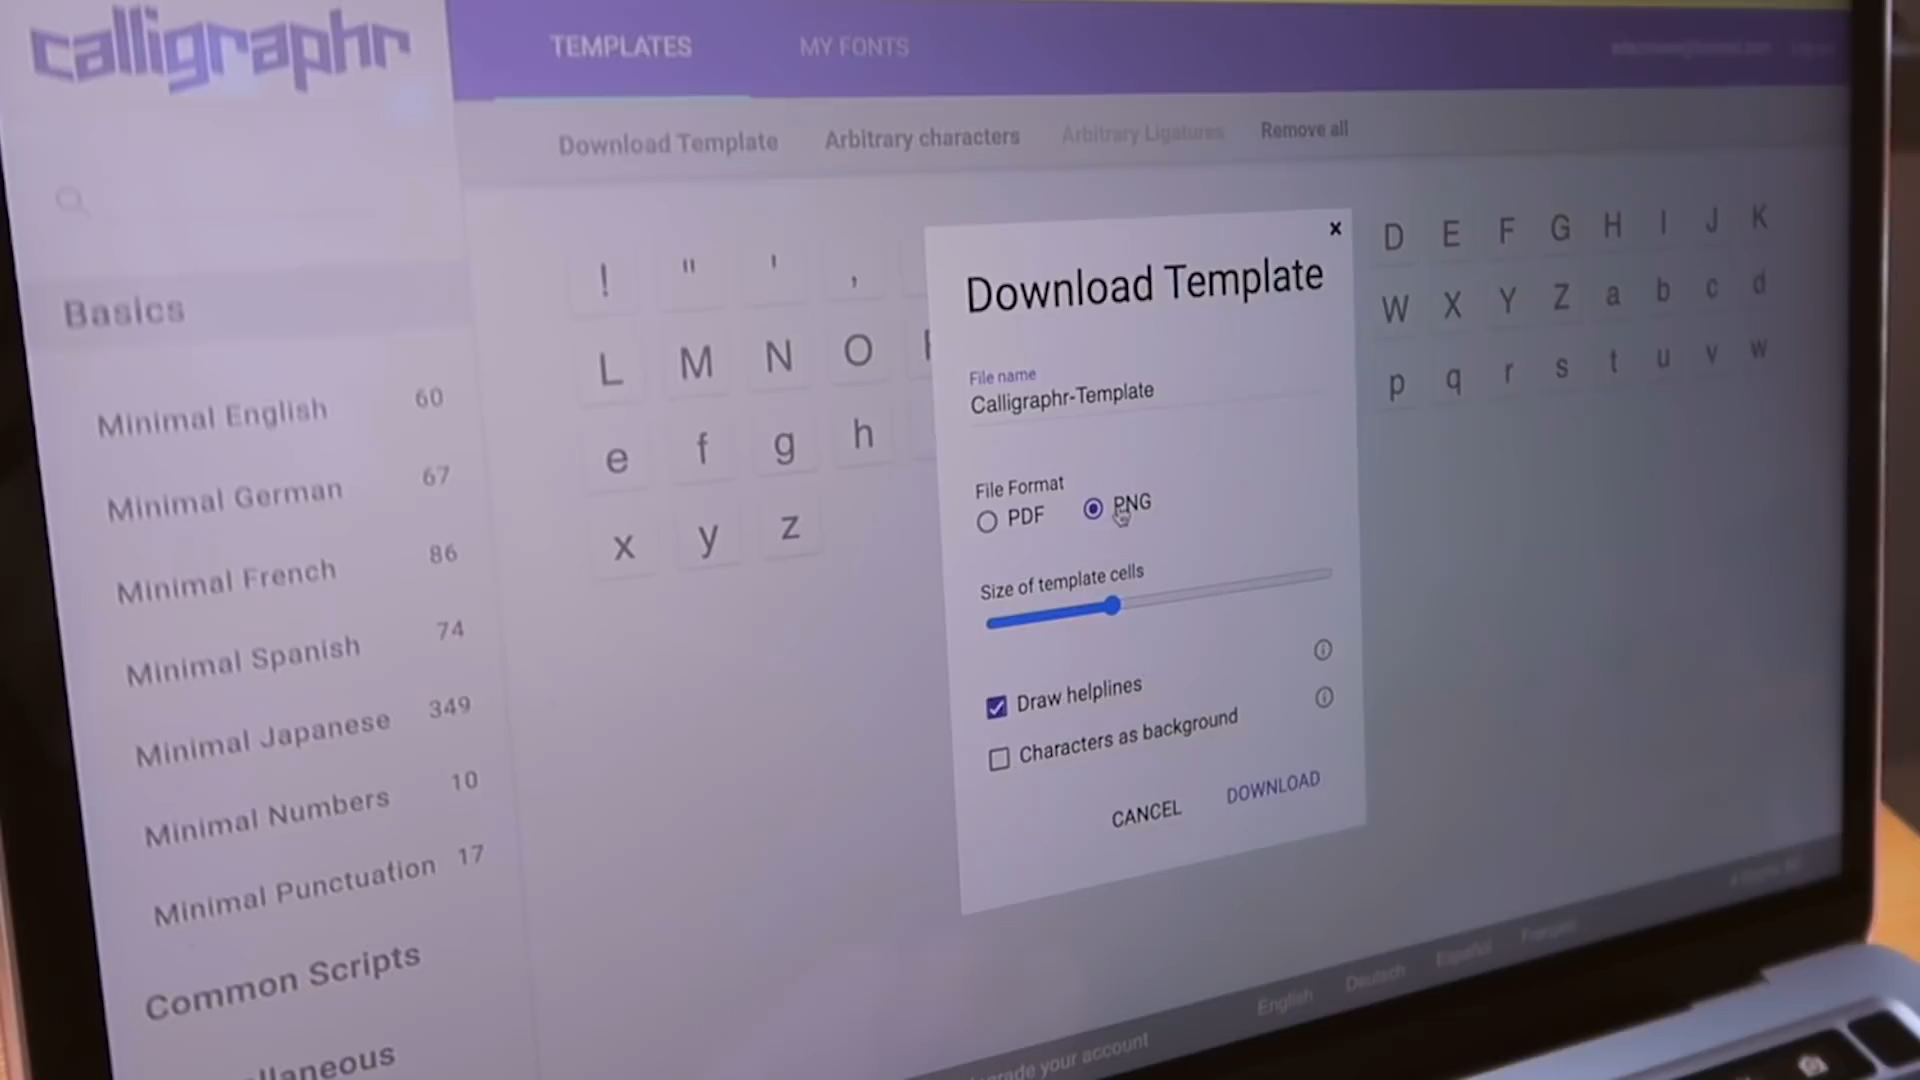 calligraphr
TEMPLATES
MY FONTS
Download Template
Arbitrary characters
Arbitrary Ligatures
Remove all
Basics
Minimal English 60
Minimal German 67
Minimal French 86
Minimal Spanish 74
Minimal Japanese 349
Minimal Numbers 10
Minimal Punctuation 17
Common Scripts
! " ' ,
D E F G H I J K
L M N O
W X Y Z a b c d
e f g h
p q r s t u v w
x y z
×
Download Template
File name
Calligraphr-Template
File Format
PDF PNG
Size of template cells
Draw helplines
Characters as background
CANCEL DOWNLOAD
English Deutsch Español Français
your account